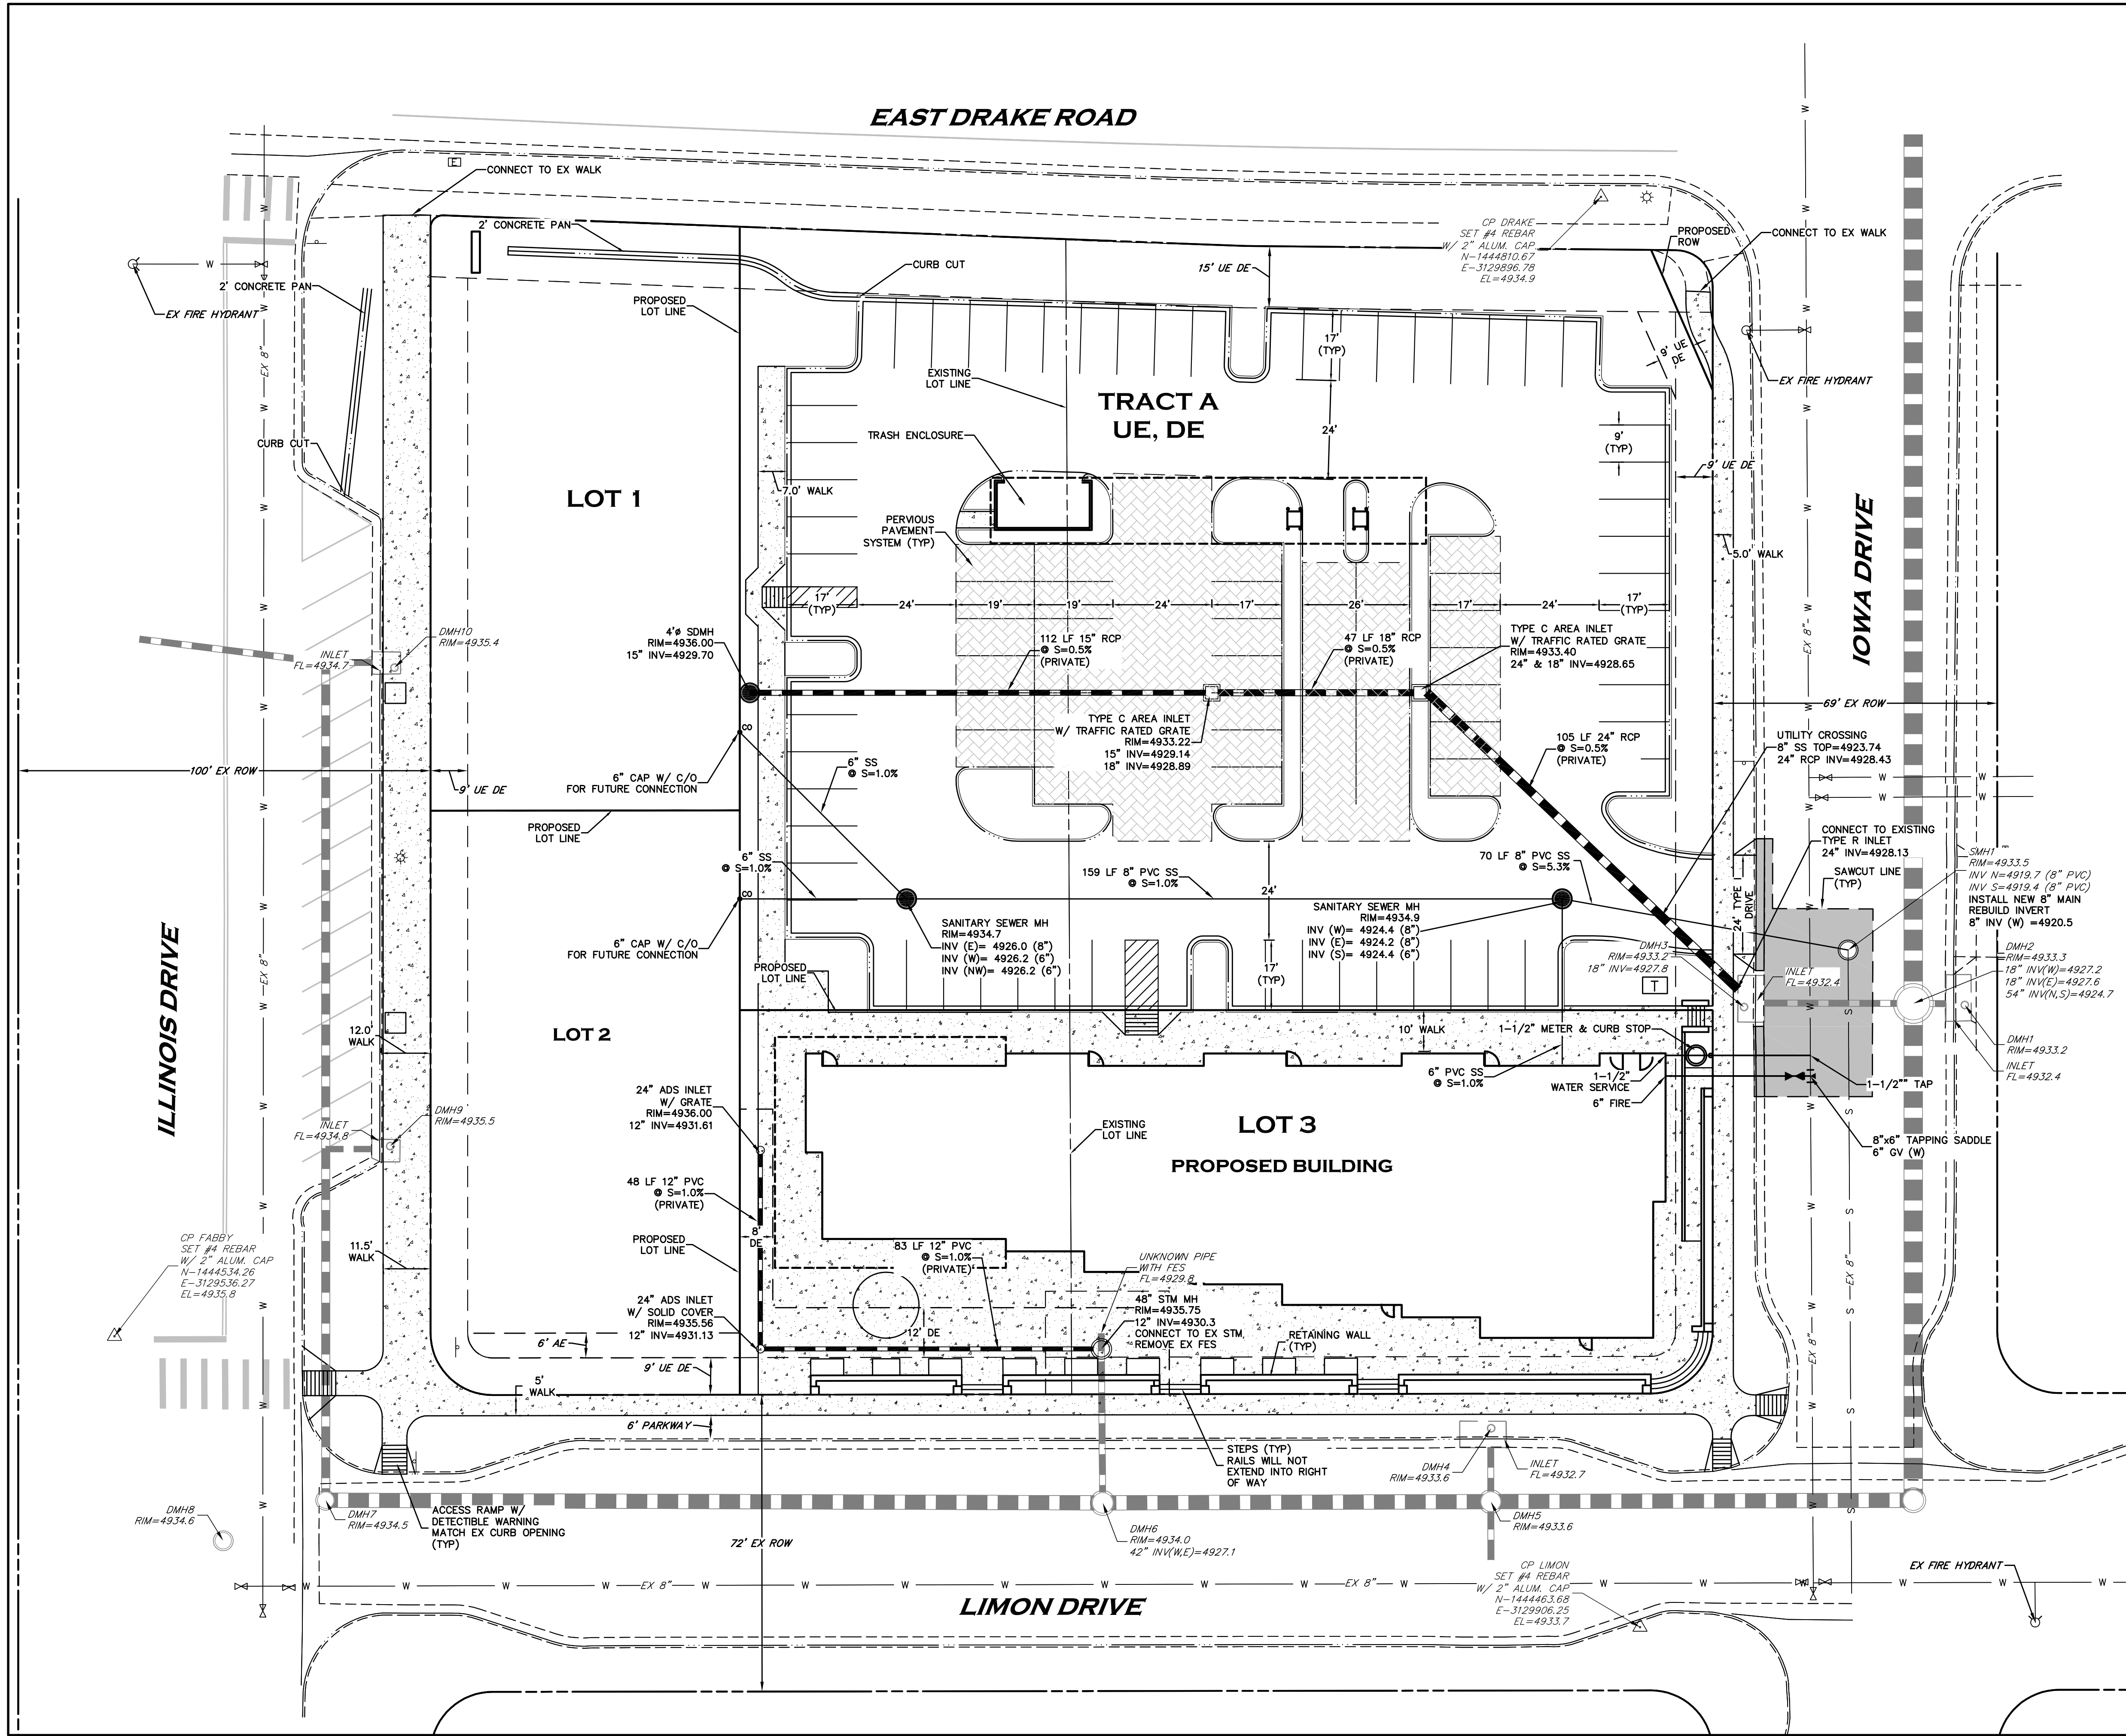 EAST DRAKE ROAD
E
CONNECT TO EX WALK
2' CONCRETE PAN
CURB CUT
15' UE DE
CP DRAKE
SET #4 REBAR
W/ 2" ALUM. CAP
N-1444810.67
E-3129896.78
EL=4934.9
PROPOSED
ROW
CONNECT TO EX WALK
W
2' CONCRETE PAN
EX FIRE HYDRANT
PROPOSED
LOT LINE
EXISTING
LOT LINE
17'
(TYP)
9' UE
DE
EX FIRE HYDRANT
EX 8"
TRACT A
UE, DE
24'
9'
(TYP)
9' UE DE
CURB CUT
TRASH ENCLOSURE
LOT 1
7.0' WALK
PERVIOUS
PAVEMENT
SYSTEM (TYP)
5.0' WALK
IOWA DRIVE
17'
(TYP)
24'
19'
19'
24'
17'
26'
17'
24'
17'
(TYP)
EX 8"
DMH10
RIM=4935.4
INLET
FL=4934.7
4'ø SDMH
RIM=4936.00
15" INV=4929.70
112 LF 15" RCP
@ S=0.5%
(PRIVATE)
47 LF 18" RCP
@ S=0.5%
(PRIVATE)
TYPE C AREA INLET
W/ TRAFFIC RATED GRATE
RIM=4933.40
24" & 18" INV=4928.65
69' EX ROW
TYPE C AREA INLET
W/ TRAFFIC RATED GRATE
RIM=4933.22
15" INV=4929.14
18" INV=4928.89
CO
105 LF 24" RCP
@ S=0.5%
(PRIVATE)
UTILITY CROSSING
8" SS TOP=4923.74
24" RCP INV=4928.43
100' EX ROW
9' UE DE
6" CAP W/ C/O
FOR FUTURE CONNECTION
6" SS
@ S=1.0%
PROPOSED
LOT LINE
CONNECT TO EXISTING
TYPE R INLET
24" INV=4928.13
SAWCUT LINE
(TYP)
SMH1
RIM=4933.5
INV N=4919.7 (8" PVC)
INV S=4919.4 (8" PVC)
INSTALL NEW 8" MAIN
REBUILD INVERT
8" INV (W) =4920.5
6" SS
@ S=1.0%
CO
159 LF 8" PVC SS
@ S=1.0%
70 LF 8" PVC SS
@ S=5.3%
24'
24' TYPE I
DRIVE
ILLINOIS DRIVE
EX 8"
6" CAP W/ C/O
FOR FUTURE CONNECTION
SANITARY SEWER MH
RIM=4934.7
INV (E)= 4926.0 (8")
INV (W)= 4926.2 (6")
INV (NW)= 4926.2 (6")
SANITARY SEWER MH
RIM=4934.9
INV (W)= 4924.4 (8")
INV (E)= 4924.2 (8")
INV (S)= 4924.4 (6")
DMH3
RIM=4933.2
18" INV=4927.8
INLET
FL=4932.4
DMH2
RIM=4933.3
18" INV(W)=4927.2
18" INV(E)=4927.6
54" INV(N,S)=4924.7
PROPOSED
LOT LINE
17'
(TYP)
T
LOT 2
12.0'
WALK
10' WALK
1-1/2" METER & CURB STOP
DMH1
RIM=4933.2
INLET
FL=4932.4
6" PVC SS
@ S=1.0%
1-1/2"
WATER SERVICE
6" FIRE
1-1/2"" TAP
24" ADS INLET
W/ GRATE
RIM=4936.00
12" INV=4931.61
DMH9
RIM=4935.5
INLET
FL=4934.8
EXISTING
LOT LINE
LOT 3
PROPOSED BUILDING
8"x6" TAPPING SADDLE
6" GV (W)
48 LF 12" PVC
@ S=1.0%
(PRIVATE)
8'
DE
PROPOSED
LOT LINE
CP FABBY
SET #4 REBAR
W/ 2" ALUM. CAP
N-1444534.26
E-3129536.27
EL=4935.8
11.5'
WALK
83 LF 12" PVC
@ S=1.0%
(PRIVATE)
UNKNOWN PIPE
WITH FES
FL=4929.8
EX 8"
24" ADS INLET
W/ SOLID COVER
RIM=4935.56
12" INV=4931.13
12' DE
48" STM MH
RIM=4935.75
12" INV=4930.3
CONNECT TO EX STM,
REMOVE EX FES
RETAINING WALL
(TYP)
EX 8"
6' AE
9' UE DE
5'
WALK
6' PARKWAY
STEPS (TYP)
RAILS WILL NOT
EXTEND INTO RIGHT
OF WAY
DMH4
RIM=4933.6
INLET
FL=4932.7
DMH8
RIM=4934.6
DMH7
RIM=4934.5
ACCESS RAMP W/
DETECTIBLE WARNING
MATCH EX CURB OPENING
(TYP)
72' EX ROW
DMH6
RIM=4934.0
42" INV(W,E)=4927.1
DMH5
RIM=4933.6
CP LIMON
SET #4 REBAR
W/ 2" ALUM. CAP
N-1444463.68
E-3129906.25
EL=4933.7
EX FIRE HYDRANT
W W W W EX 8" W W W W W W W EX 8" W W W W W W
LIMON DRIVE